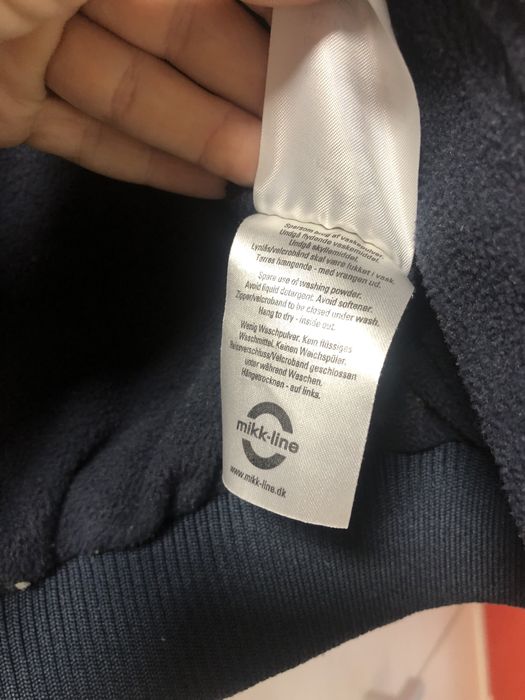 Sparsom brug af vaskepulver.
Undgå flydende vaskemiddel.
Undgå skyllemiddel.
Lynlås/velcrobånd skal være lukket i vask.
Tørres hængende - med vrangen ud.
Spare use of washing powder.
Avoid liquid detergent. Avoid softener.
Zipper/velcroband to be closed under wash.
Hang to dry - inside out.
Wenig Waschpulver. Kein flüssiges
Waschmittel. Keinen Weichspüler.
Reissverschluss/Velcroband geschlossen
unter während Waschen.
Hängetrocknen - auf links.
mikk-line
www.mikk-line.dk